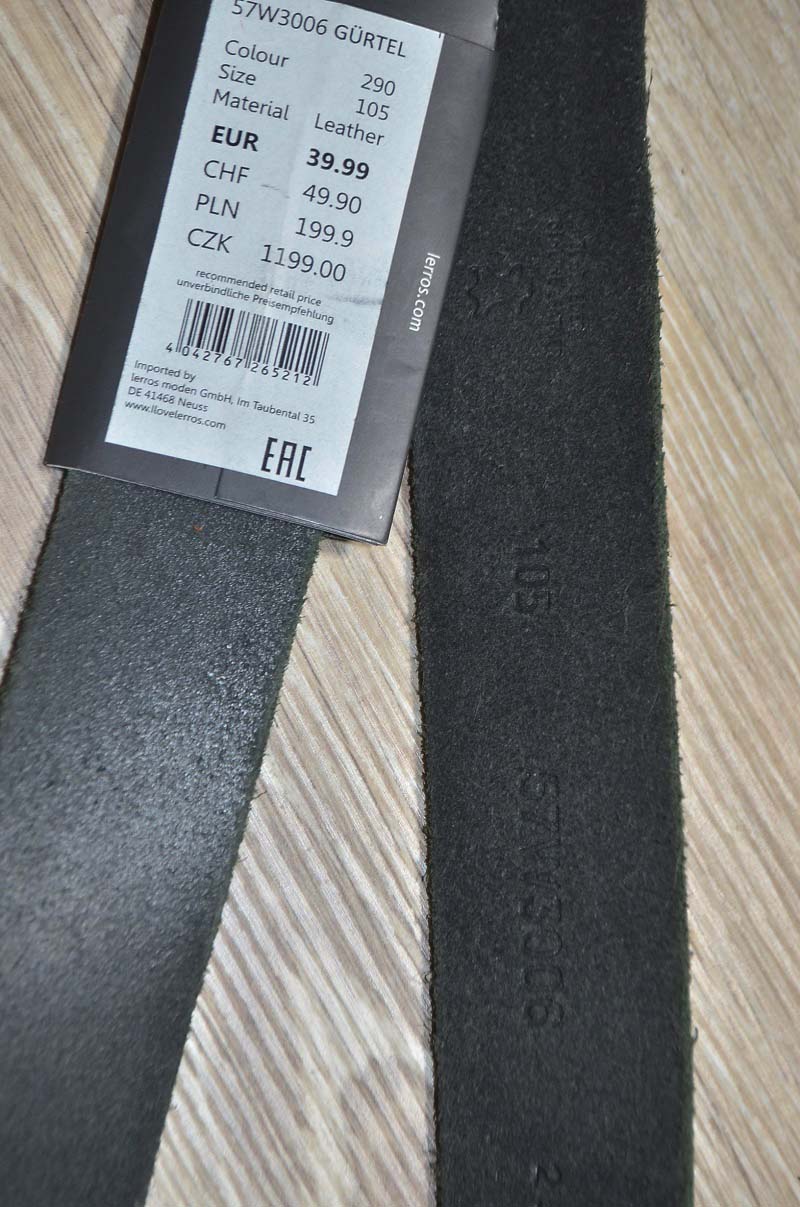 57W3006 GÜRTEL
Colour 290
Size 105
Material Leather
EUR 39.99
CHF 49.90
PLN 199.9
CZK 1199.00
recommended retail price
unverbindliche Preisempfehlung
4 042767 265212
Imported by
lerros moden GmbH, Im Taubental 35
DE 41468 Neuss
www.Ilovelerros.com
EAC
lerros.com
105
57W3006